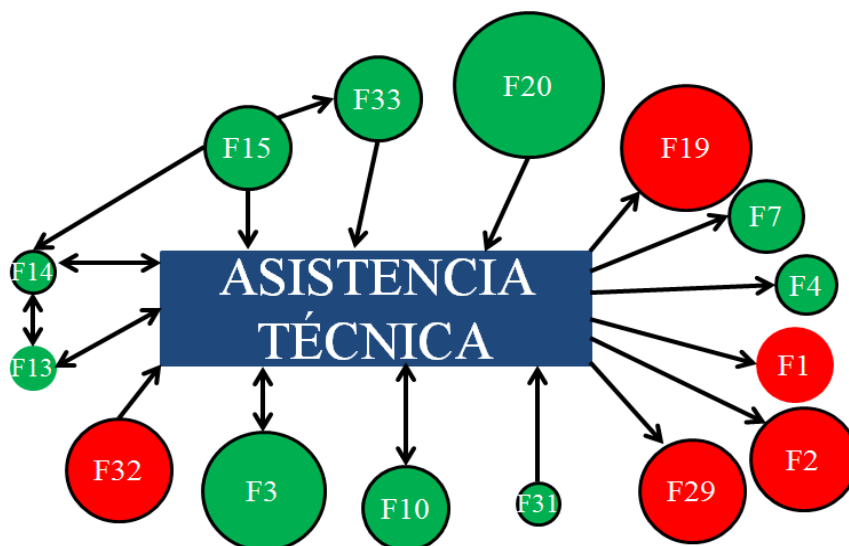 F20
F33
F15
F19
F7
F14
ASISTENCIA
TÉCNICA
F4
F13
F1
F32
F3
F10
F31
F29
F2